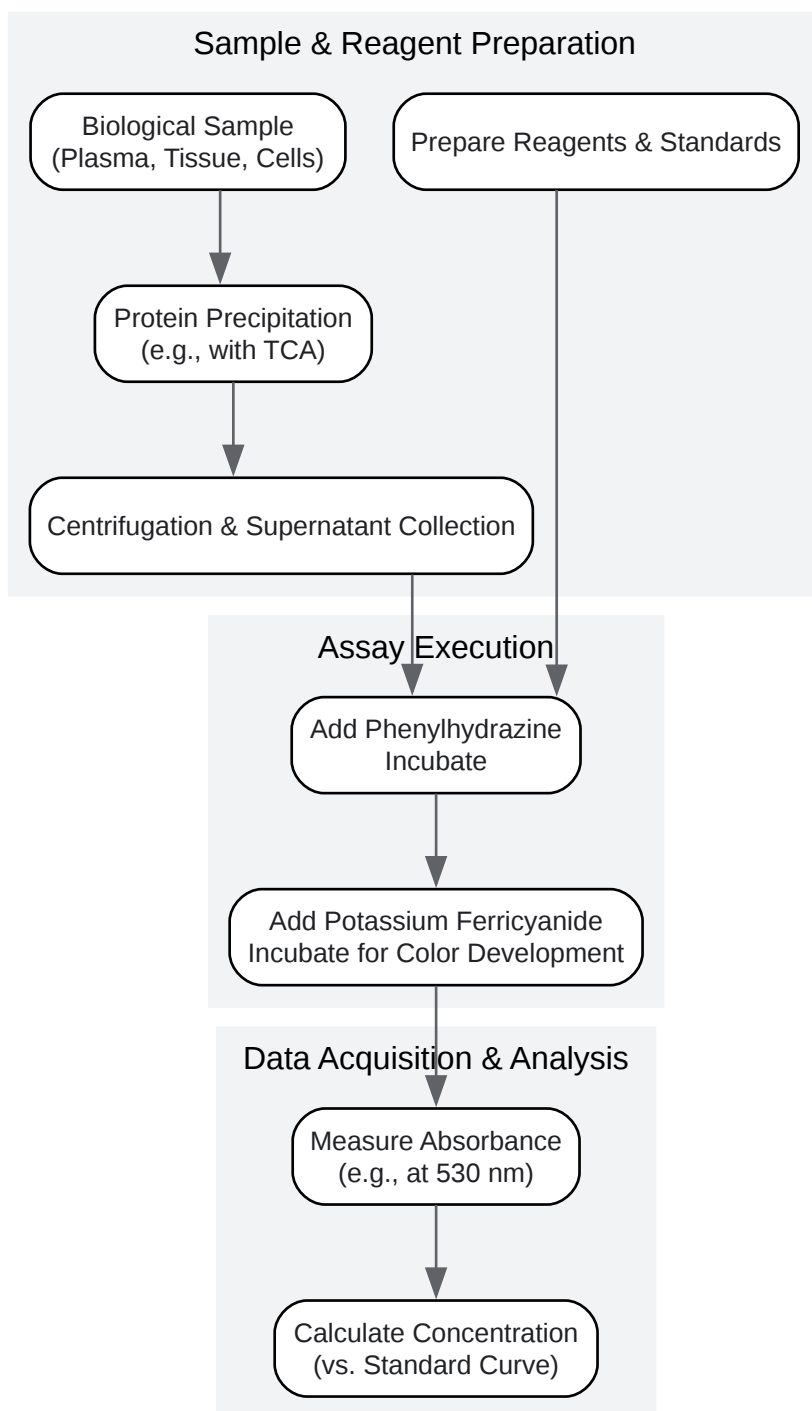 Sample & Reagent Preparation
Biological Sample
(Plasma, Tissue, Cells)
Prepare Reagents & Standards
Protein Precipitation
(e.g., with TCA)
Centrifugation & Supernatant Collection
Assay Execution
Add Phenylhydrazine
Incubate
Add Potassium Ferricyanide
Incubate for Color Development
Data Acquisition & Analysis
Measure Absorbance
(e.g., at 530 nm)
Calculate Concentration
(vs. Standard Curve)